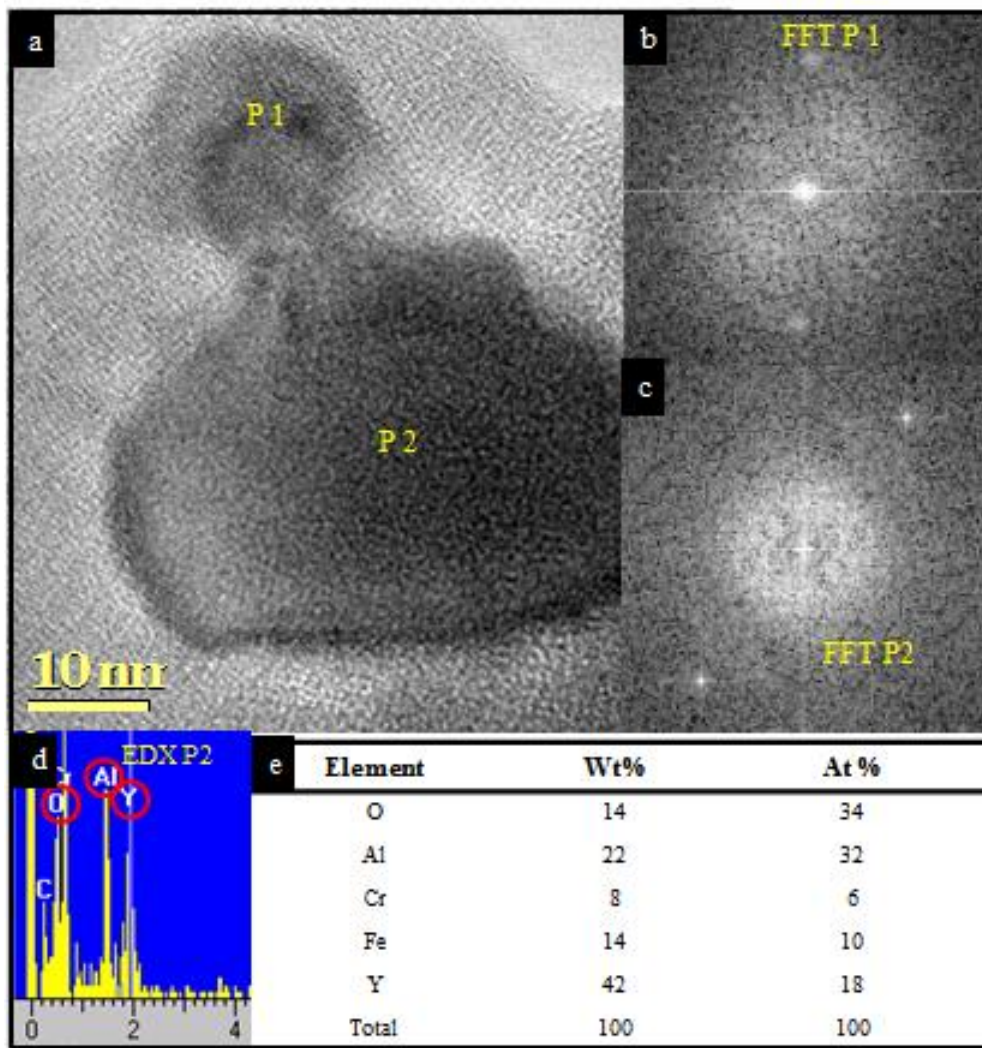 a
P 1
P 2
10 nm
b
FFT P 1
c
FFT P2
d
EDX P2
O
Al
Y
C
0 2 4
e
Element Wt% At %
O 14 34
Al 22 32
Cr 8 6
Fe 14 10
Y 42 18
Total 100 100